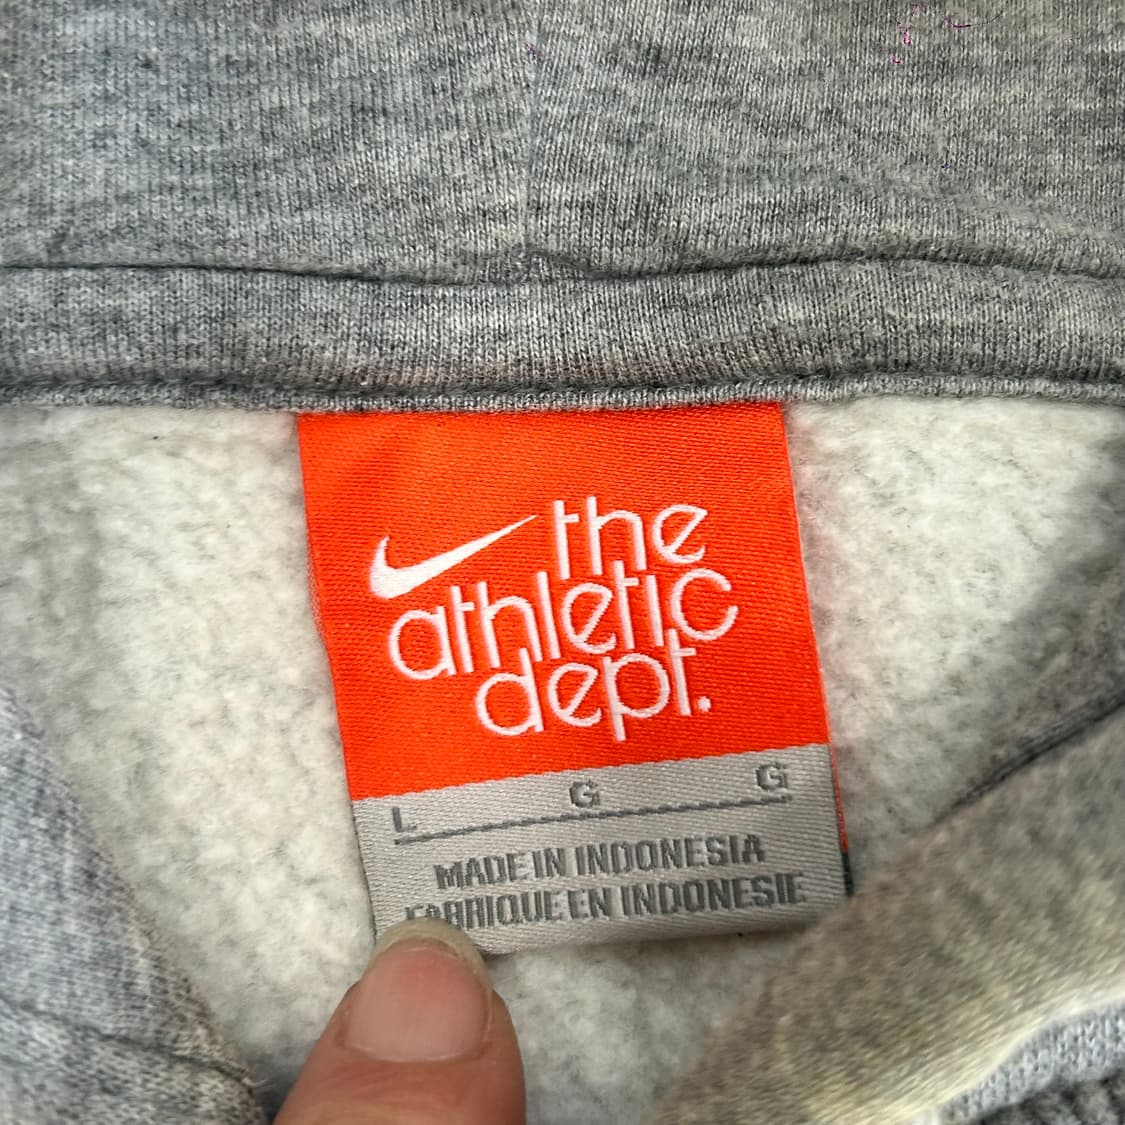 the
athletic
dept.
L G G
MADE IN INDONESIA
FABRIQUE EN INDONESIE